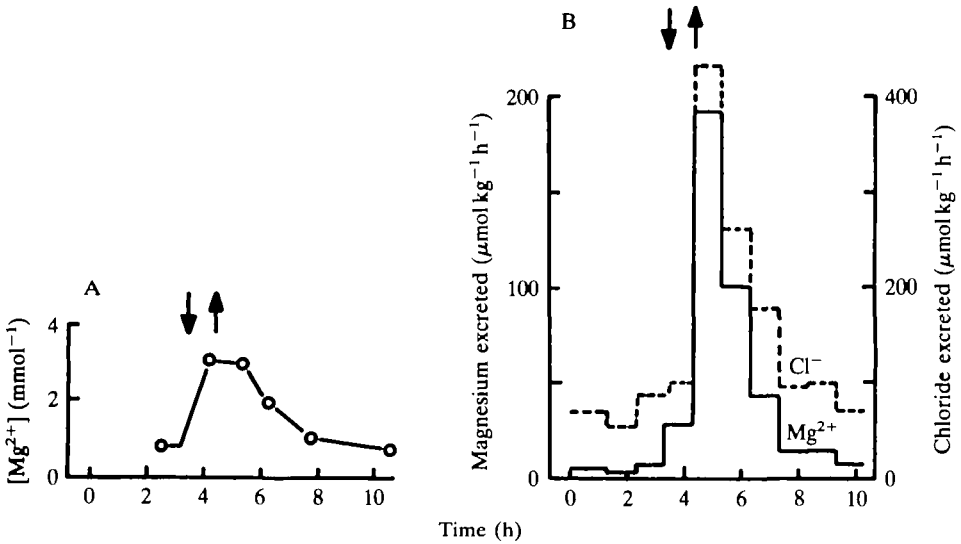 A
[Mg²⁺] (mmol⁻¹)
4
2
0
0 2 4 6 8 10
B
Magnesium excreted (μmol kg⁻¹ h⁻¹)
200
100
0
Cl⁻
Mg²⁺
400
200
0
Chloride excreted (μmol kg⁻¹ h⁻¹)
0 2 4 6 8 10
Time (h)